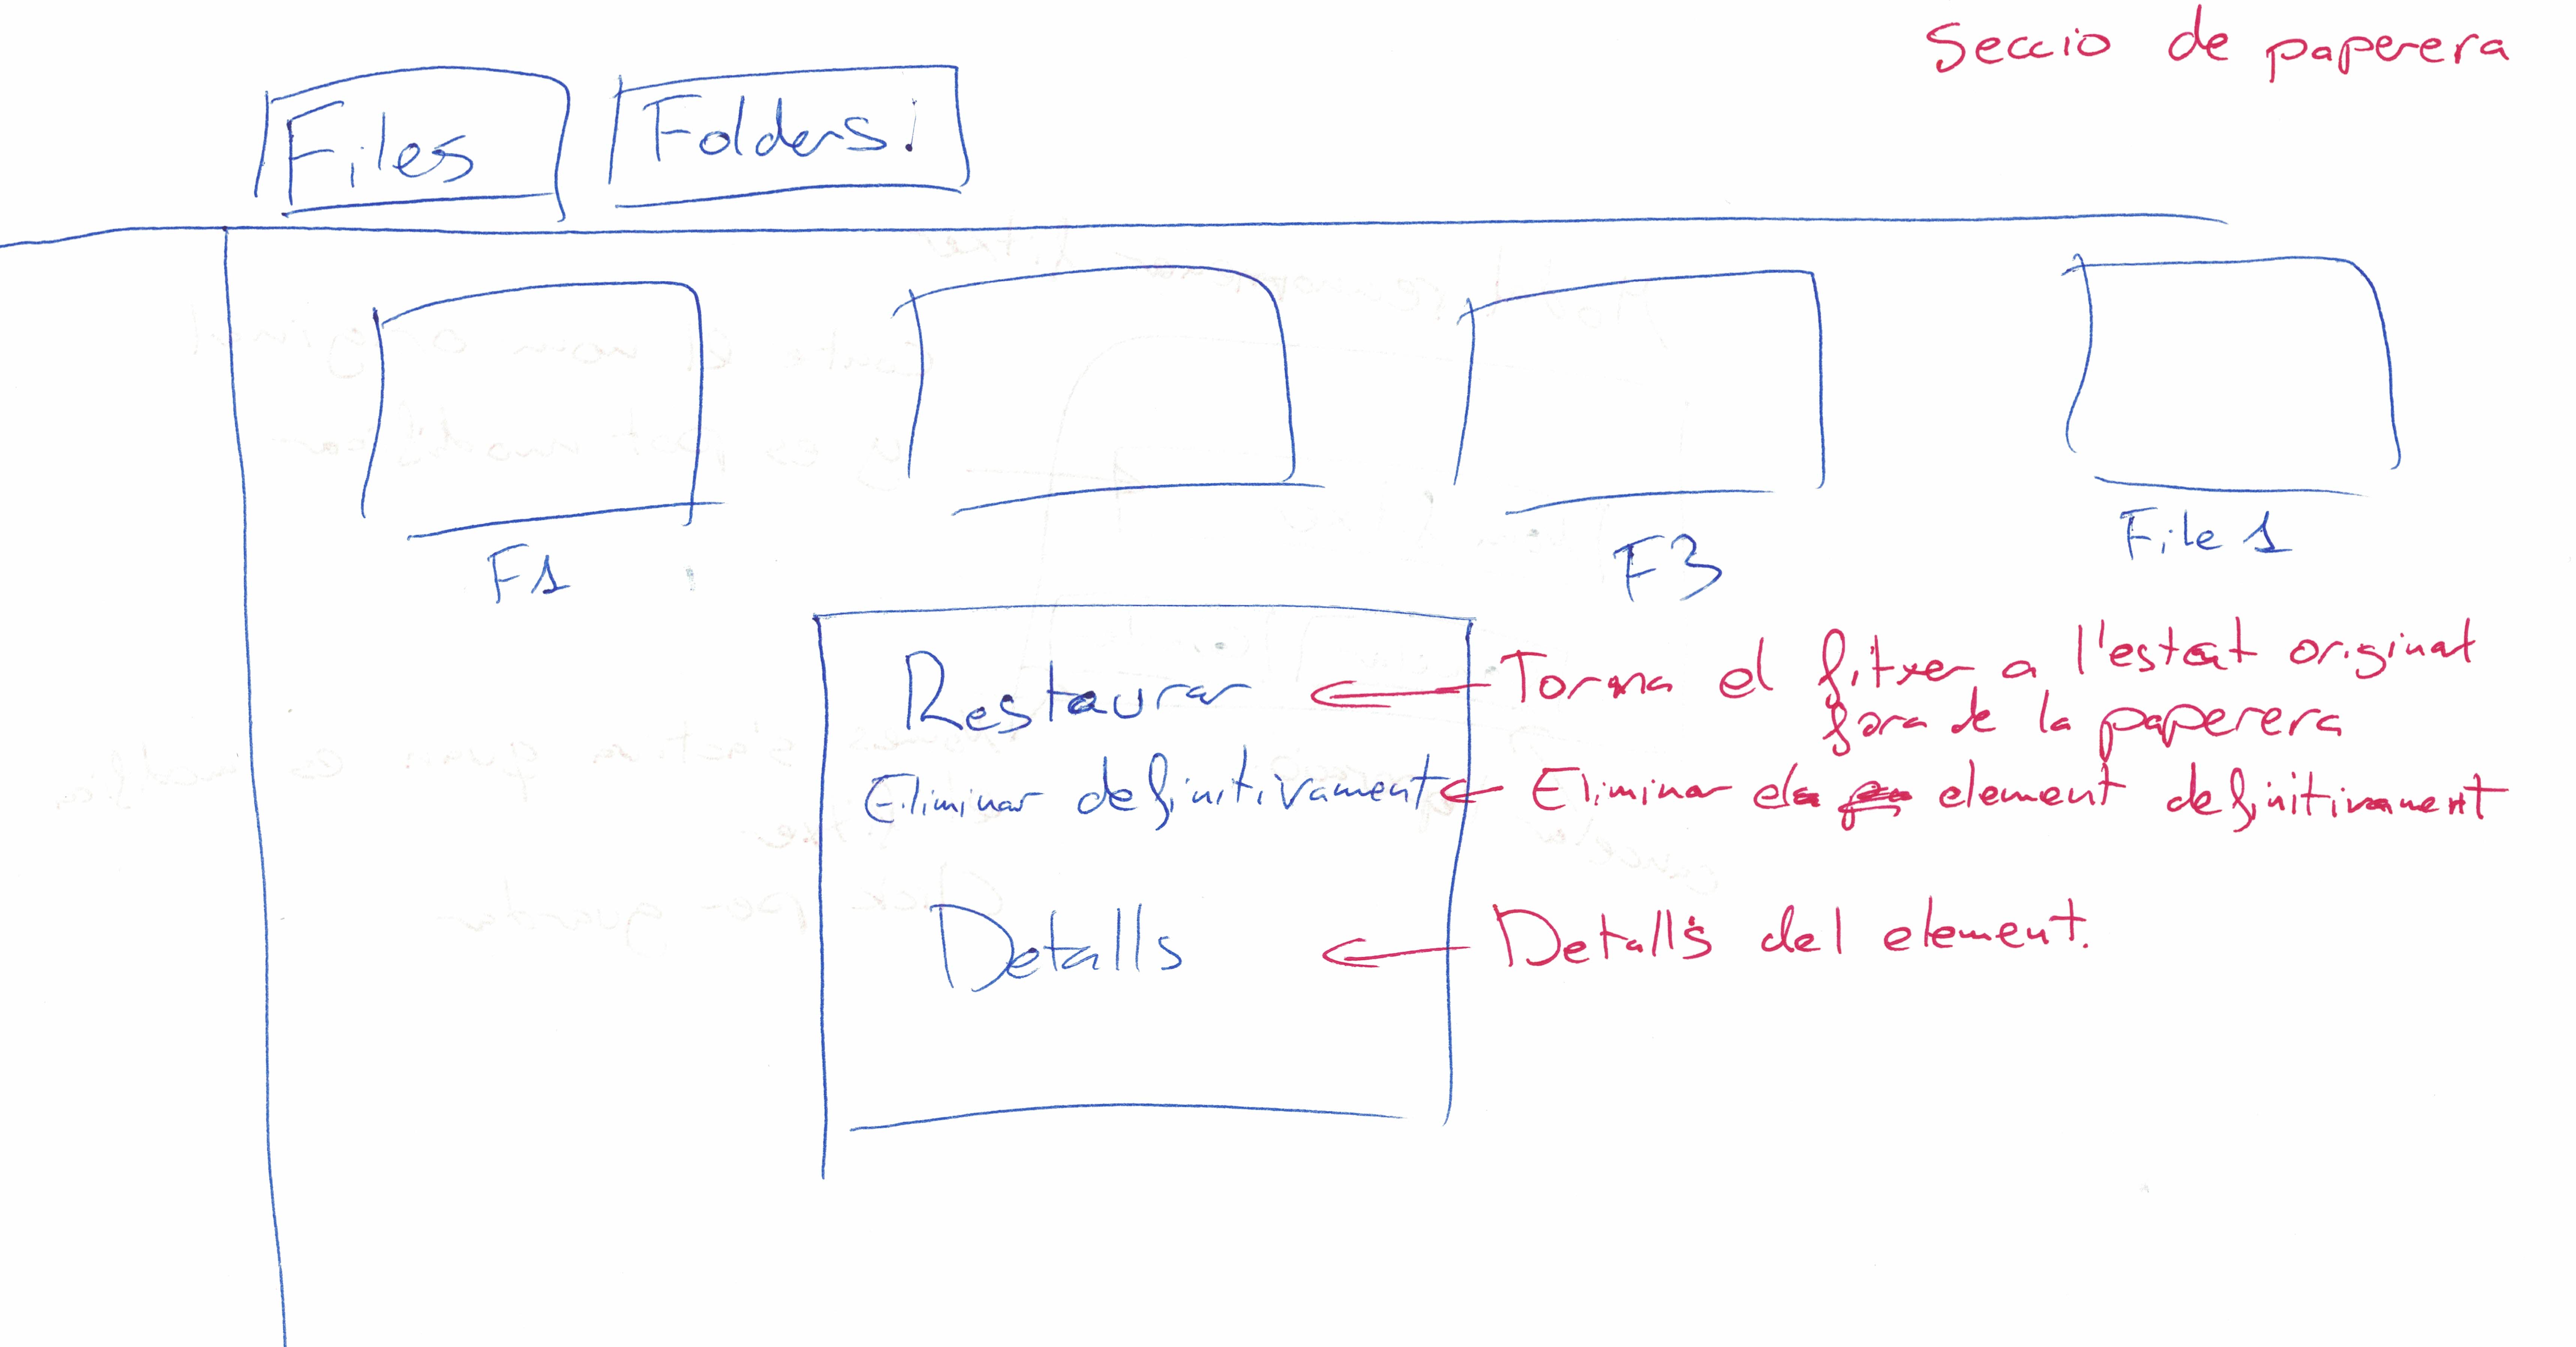 Seccio de paperera
Files
Folders
F1
F3
File 1
Restaurar
Torna el fitxer a l'estat original
fora de la paperera
Eliminar definitivament
Eliminar el element definitivament
Detalls
Detalls del element.